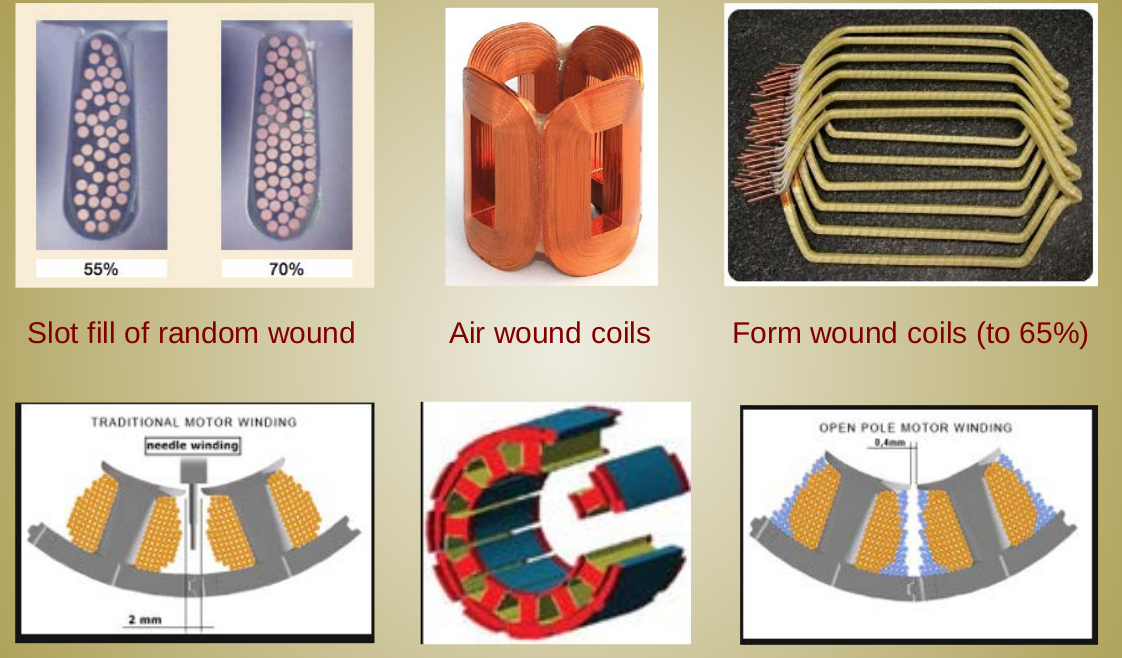 55%
70%
Slot fill of random wound
Air wound coils
Form wound coils (to 65%)
TRADITIONAL MOTOR WINDING
needle winding
2 mm
OPEN POLE MOTOR WINDING
0,4mm